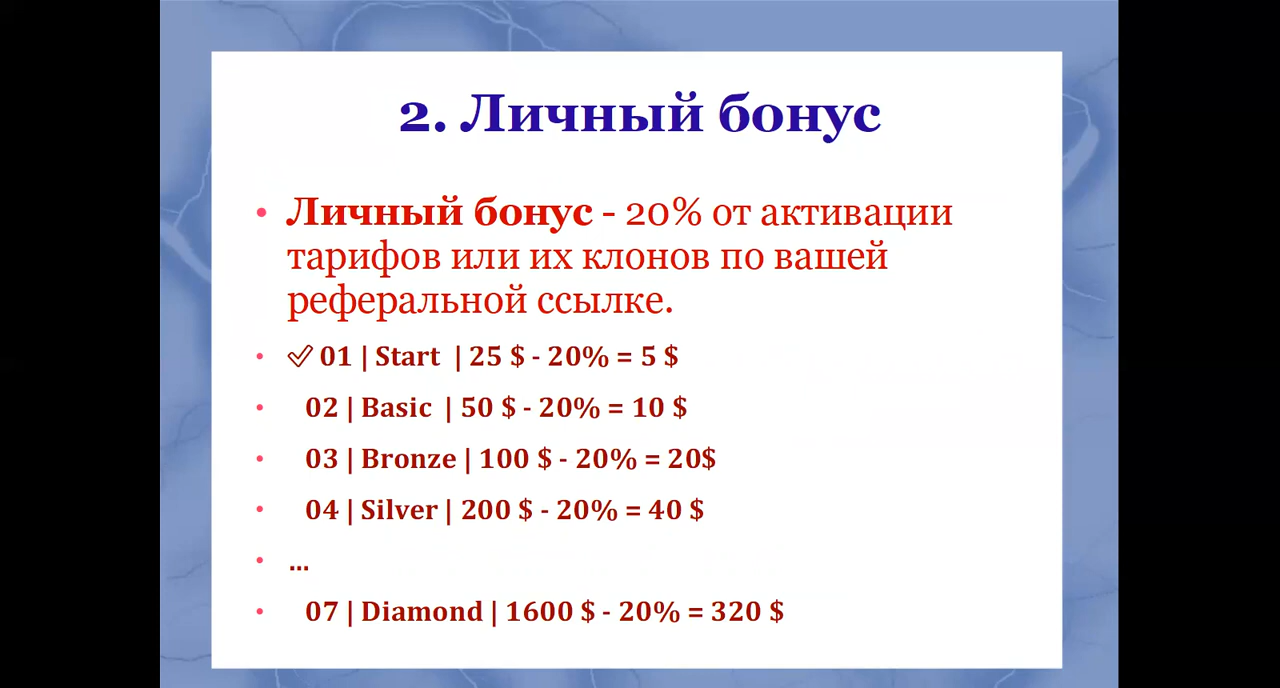 2. Личный бонус
• Личный бонус - 20% от активации
тарифов или их клонов по вашей
реферальной ссылке.
• ✓ 01 | Start | 25 $ - 20% = 5 $
• 02 | Basic | 50 $ - 20% = 10 $
• 03 | Bronze | 100 $ - 20% = 20$
• 04 | Silver | 200 $ - 20% = 40 $
• ...
• 07 | Diamond | 1600 $ - 20% = 320 $